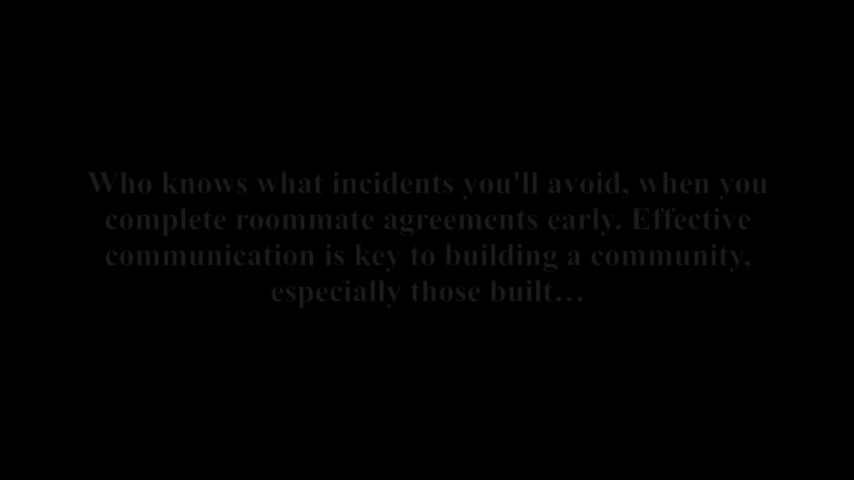 Who knows what incidents you'll avoid, when you
complete roommate agreements early. Effective
communication is key to building a community,
especially those built…